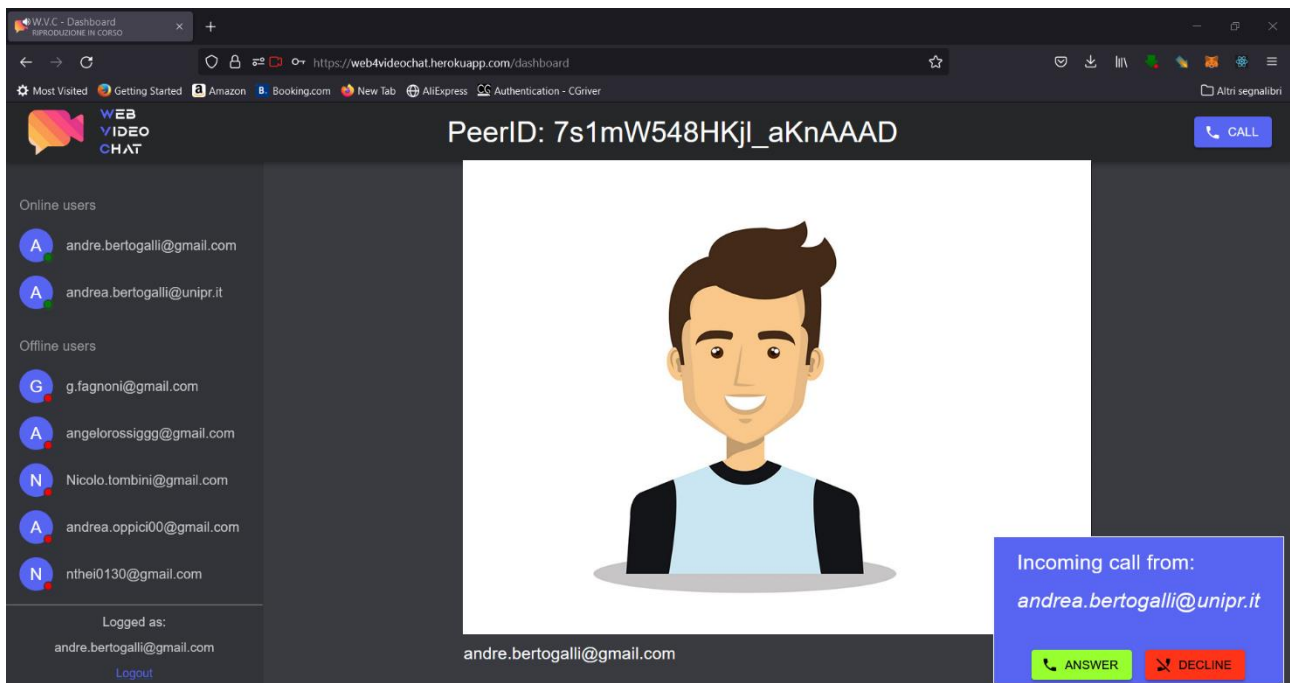 W.V.C - Dashboard
RIPRODUZIONE IN CORSO
https://web4videochat.herokuapp.com/dashboard
Most Visited Getting Started Amazon Booking.com New Tab AliExpress Authentication - CGriver Altri segnalibri
WEB
VIDEO
CHAT
PeerID: 7s1mW548HKjl_aKnAAAD
CALL
Online users
A andre.bertogalli@gmail.com
A andrea.bertogalli@unipr.it
Offline users
G g.fagnoni@gmail.com
A angelorossiggg@gmail.com
N Nicolo.tombini@gmail.com
A andrea.oppici00@gmail.com
N nthei0130@gmail.com
Logged as:
andre.bertogalli@gmail.com
Logout
andre.bertogalli@gmail.com
Incoming call from:
andrea.bertogalli@unipr.it
ANSWER DECLINE